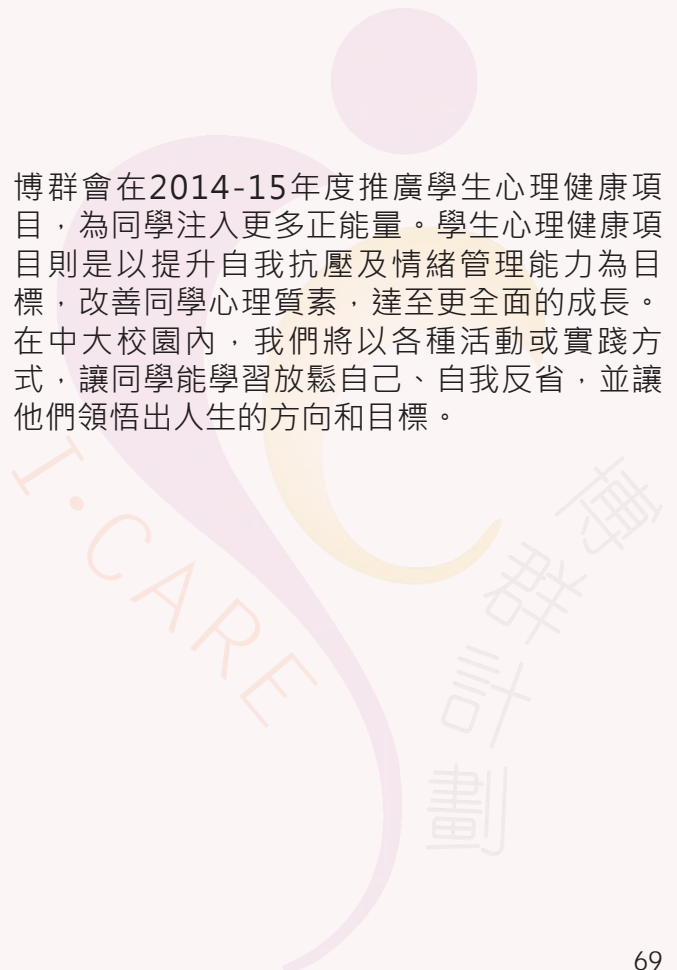 博群會在2014-15年度推廣學生心理健康項
目，為同學注入更多正能量。學生心理健康項
目則是以提升自我抗壓及情緒管理能力為目
標，改善同學心理質素，達至更全面的成長。
在中大校園內，我們將以各種活動或實踐方
式，讓同學能學習放鬆自己、自我反省，並讓
他們領悟出人生的方向和目標。
I·CARE
博群計劃
69